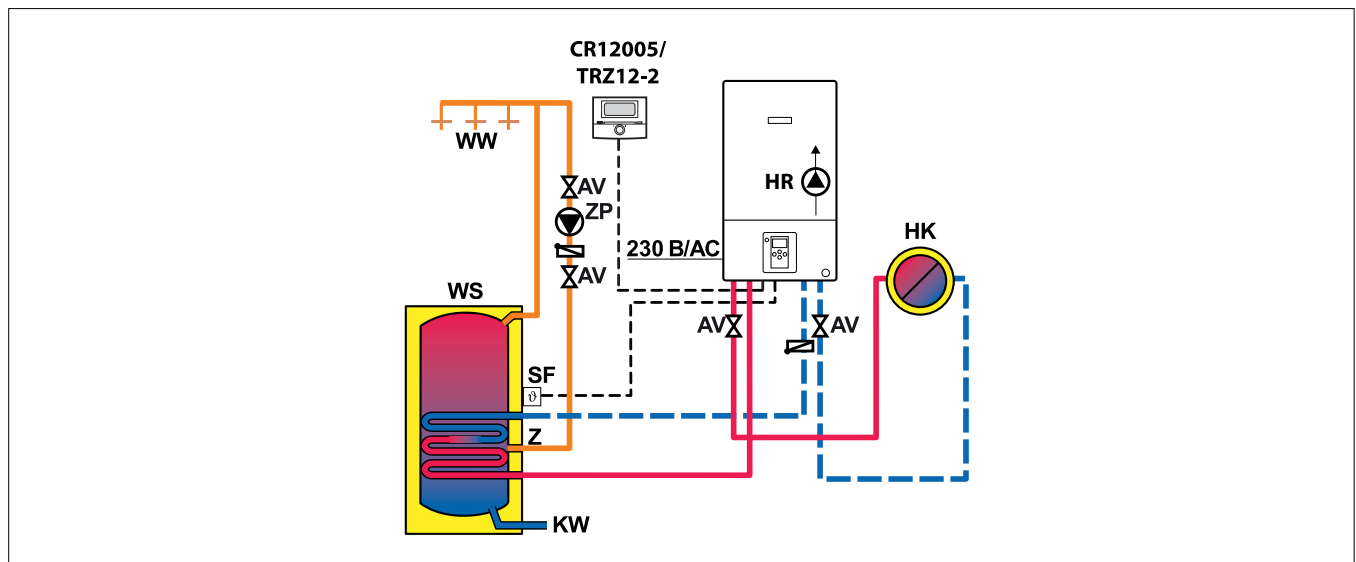 CR12005/
TRZ12-2
WW
AV
ZP
HR
230 B/AC
HK
AV
WS
AV
AV
SF
ϑ
Z
KW